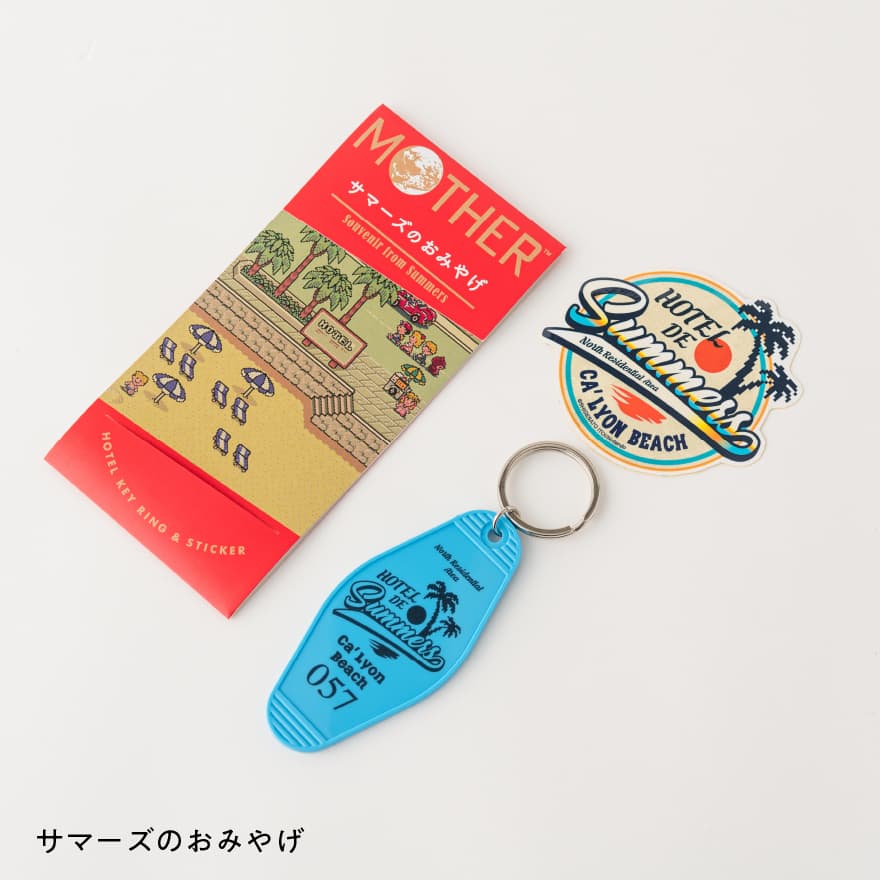 MOTHER
サマーズのおみやげ
Souvenir from Summers
HOTEL
HOTEL KEY RING & STICKER
HOTEL
DE
Summers
North Residential Area
CA'LYON BEACH
North Residential
Area
HOTEL
DE
Summers
Ca'Lyon
Beach
057
サマーズのおみやげ